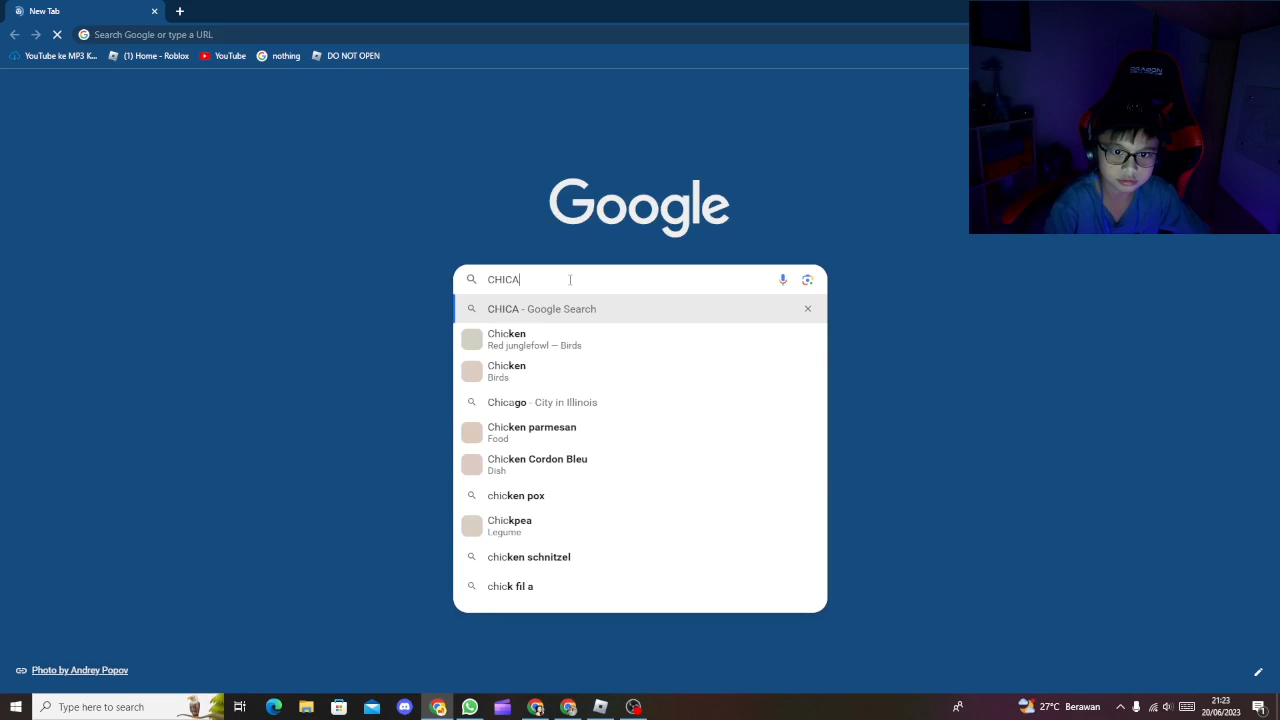 New Tab
Search Google or type a URL
YouTube ke MP3 K...
(1) Home - Roblox
YouTube
nothing
DO NOT OPEN
DRAGON
Google
CHICA
CHICA - Google Search
Chicken
Red junglefowl — Birds
Chicken
Birds
Chicago - City in Illinois
Chicken parmesan
Food
Chicken Cordon Bleu
Dish
chicken pox
Chickpea
Legume
chicken schnitzel
chick fil a
Photo by Andrey Popov
Type here to search
27°C Berawan
21:23
20/06/2023